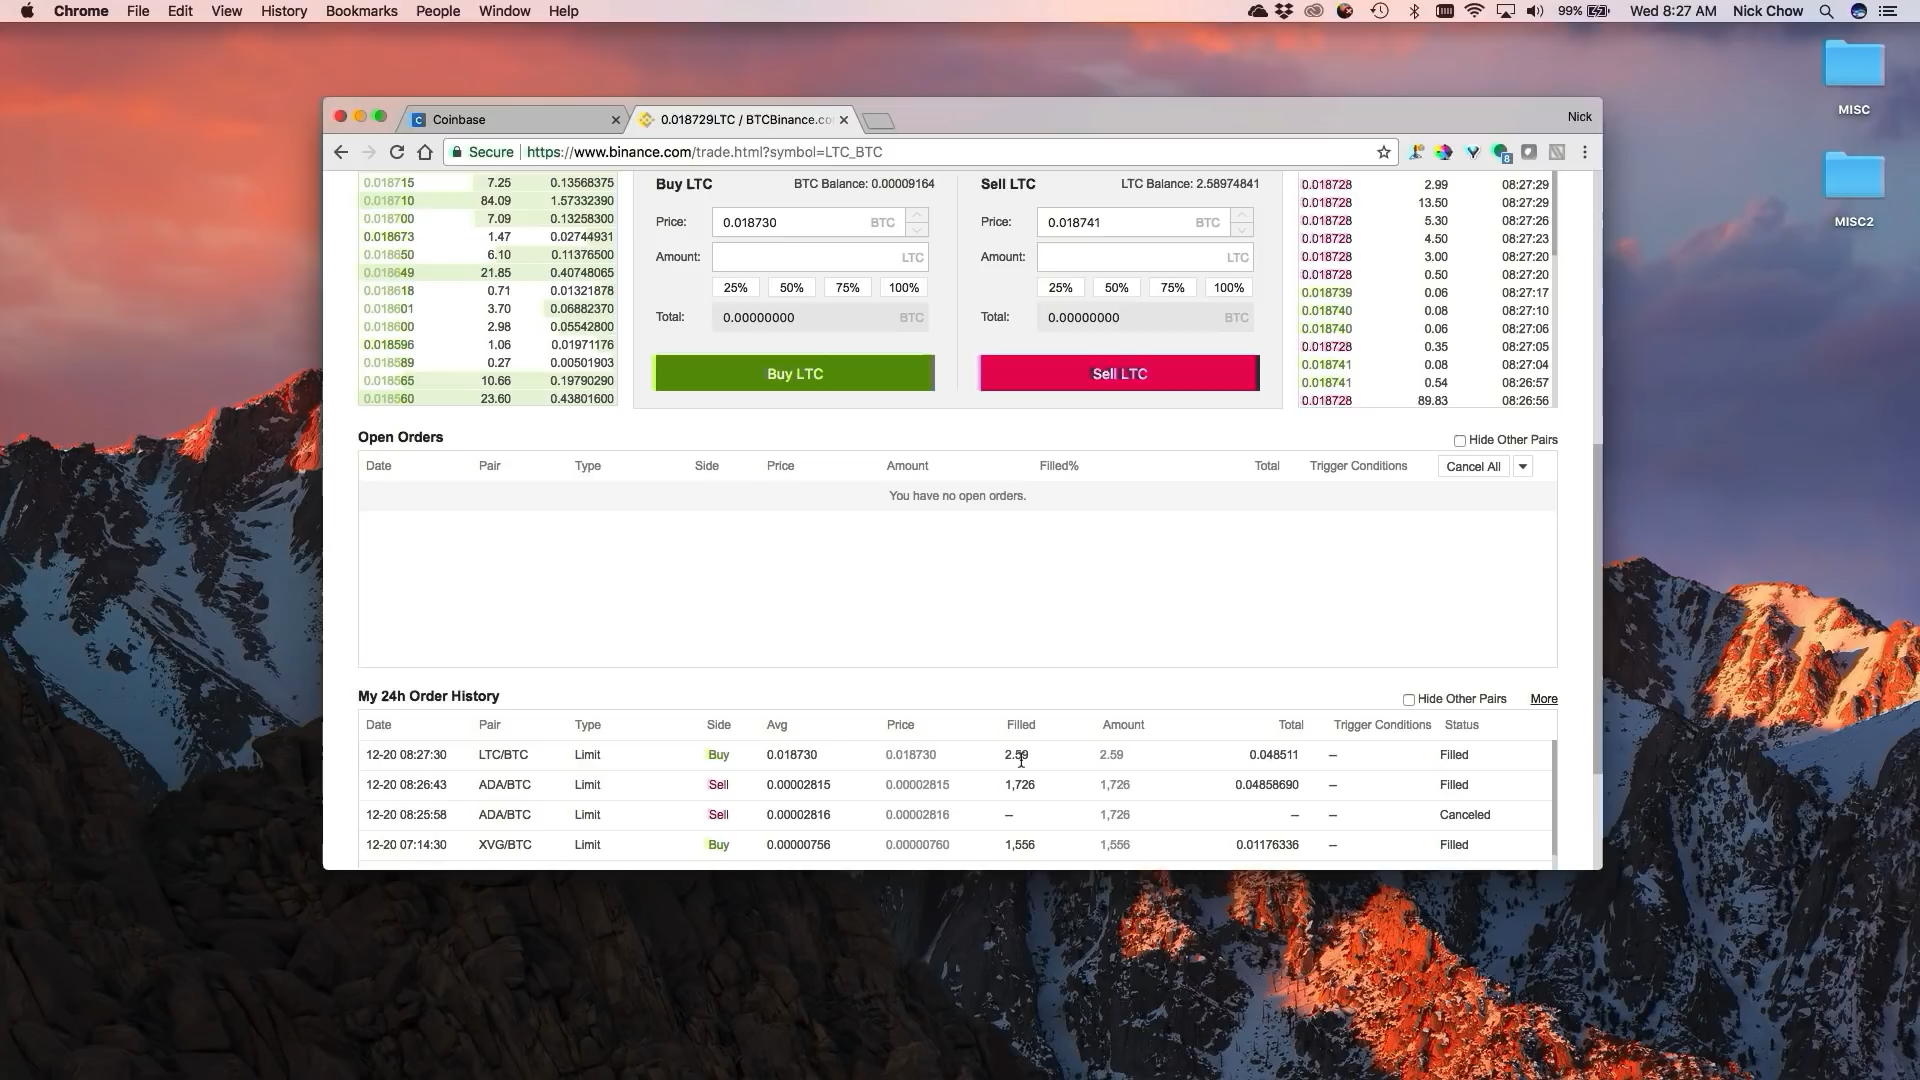 Chrome File Edit View History Bookmarks People Window Help 99% Wed 8:27 AM Nick Chow
MISC
MISC2
Coinbase 0.018729LTC / BTCBinance.co Nick
Secure https://www.binance.com/trade.html?symbol=LTC_BTC 8
0.018715 7.25 0.13568375
0.018710 84.09 1.57332390
0.018700 7.09 0.13258300
0.018673 1.47 0.02744931
0.018650 6.10 0.11376500
0.018649 21.85 0.40748065
0.018618 0.71 0.01321878
0.018601 3.70 0.06882370
0.018600 2.98 0.05542800
0.018596 1.06 0.01971176
0.018589 0.27 0.00501903
0.018565 10.66 0.19790290
0.018560 23.60 0.43801600
Buy LTC BTC Balance: 0.00009164
Price: 0.018730 BTC
Amount: LTC
25% 50% 75% 100%
Total: 0.00000000 BTC
Buy LTC
Sell LTC LTC Balance: 2.58974841
Price: 0.018741 BTC
Amount: LTC
25% 50% 75% 100%
Total: 0.00000000 BTC
Sell LTC
0.018728 2.99 08:27:29
0.018728 13.50 08:27:29
0.018728 5.30 08:27:26
0.018728 4.50 08:27:23
0.018728 3.00 08:27:20
0.018728 0.50 08:27:20
0.018739 0.06 08:27:17
0.018740 0.08 08:27:10
0.018740 0.06 08:27:06
0.018728 0.35 08:27:05
0.018741 0.08 08:27:04
0.018741 0.54 08:26:57
0.018728 89.83 08:26:56
Open Orders Hide Other Pairs
Date Pair Type Side Price Amount Filled% Total Trigger Conditions Cancel All
You have no open orders.
My 24h Order History Hide Other Pairs More
Date Pair Type Side Avg Price Filled Amount Total Trigger Conditions Status
12-20 08:27:30 LTC/BTC Limit Buy 0.018730 0.018730 2.59 2.59 0.048511 – Filled
12-20 08:26:43 ADA/BTC Limit Sell 0.00002815 0.00002815 1,726 1,726 0.04858690 – Filled
12-20 08:25:58 ADA/BTC Limit Sell 0.00002816 0.00002816 – 1,726 – – Canceled
12-20 07:14:30 XVG/BTC Limit Buy 0.00000756 0.00000760 1,556 1,556 0.01176336 – Filled